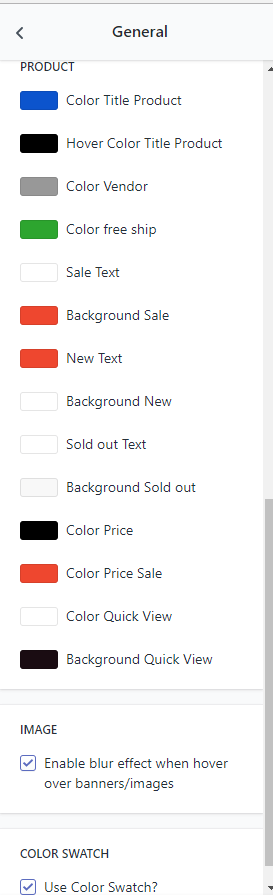 General
PRODUCT
Color Title Product
Hover Color Title Product
Color Vendor
Color free ship
Sale Text
Background Sale
New Text
Background New
Sold out Text
Background Sold out
Color Price
Color Price Sale
Color Quick View
Background Quick View
IMAGE
Enable blur effect when hover
over banners/images
COLOR SWATCH
Use Color Swatch?